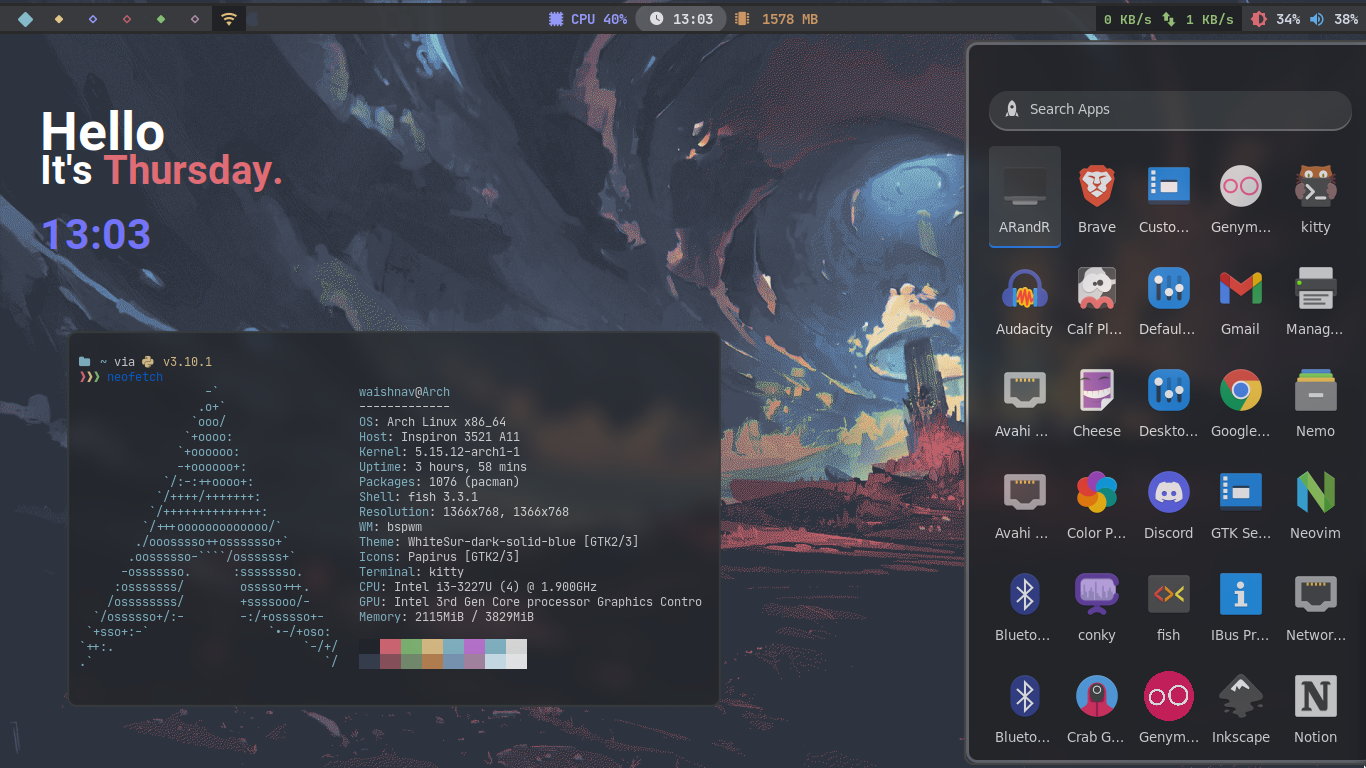 CPU 40% 13:03 1578 MB 0 KB/s 1 KB/s 34% 38%
Hello
It's Thursday.
13:03
~ via v3.10.1
❯❯❯ neofetch
waishnav@Arch
-------------
OS: Arch Linux x86_64
Host: Inspiron 3521 A11
Kernel: 5.15.12-arch1-1
Uptime: 3 hours, 58 mins
Packages: 1076 (pacman)
Shell: fish 3.3.1
Resolution: 1366x768, 1366x768
WM: bspwm
Theme: WhiteSur-dark-solid-blue [GTK2/3]
Icons: Papirus [GTK2/3]
Terminal: kitty
CPU: Intel i3-3227U (4) @ 1.900GHz
GPU: Intel 3rd Gen Core processor Graphics Contro
Memory: 2115MiB / 3829MiB
Search Apps
ARandR Brave Custo... Genym... kitty
Audacity Calf Pl... Defaul... Gmail Manag...
Avahi ... Cheese Deskto... Google... Nemo
Avahi ... Color P... Discord GTK Se... Neovim
Blueto... conky fish IBus Pr... Networ...
Blueto... Crab G... Genym... Inkscape Notion